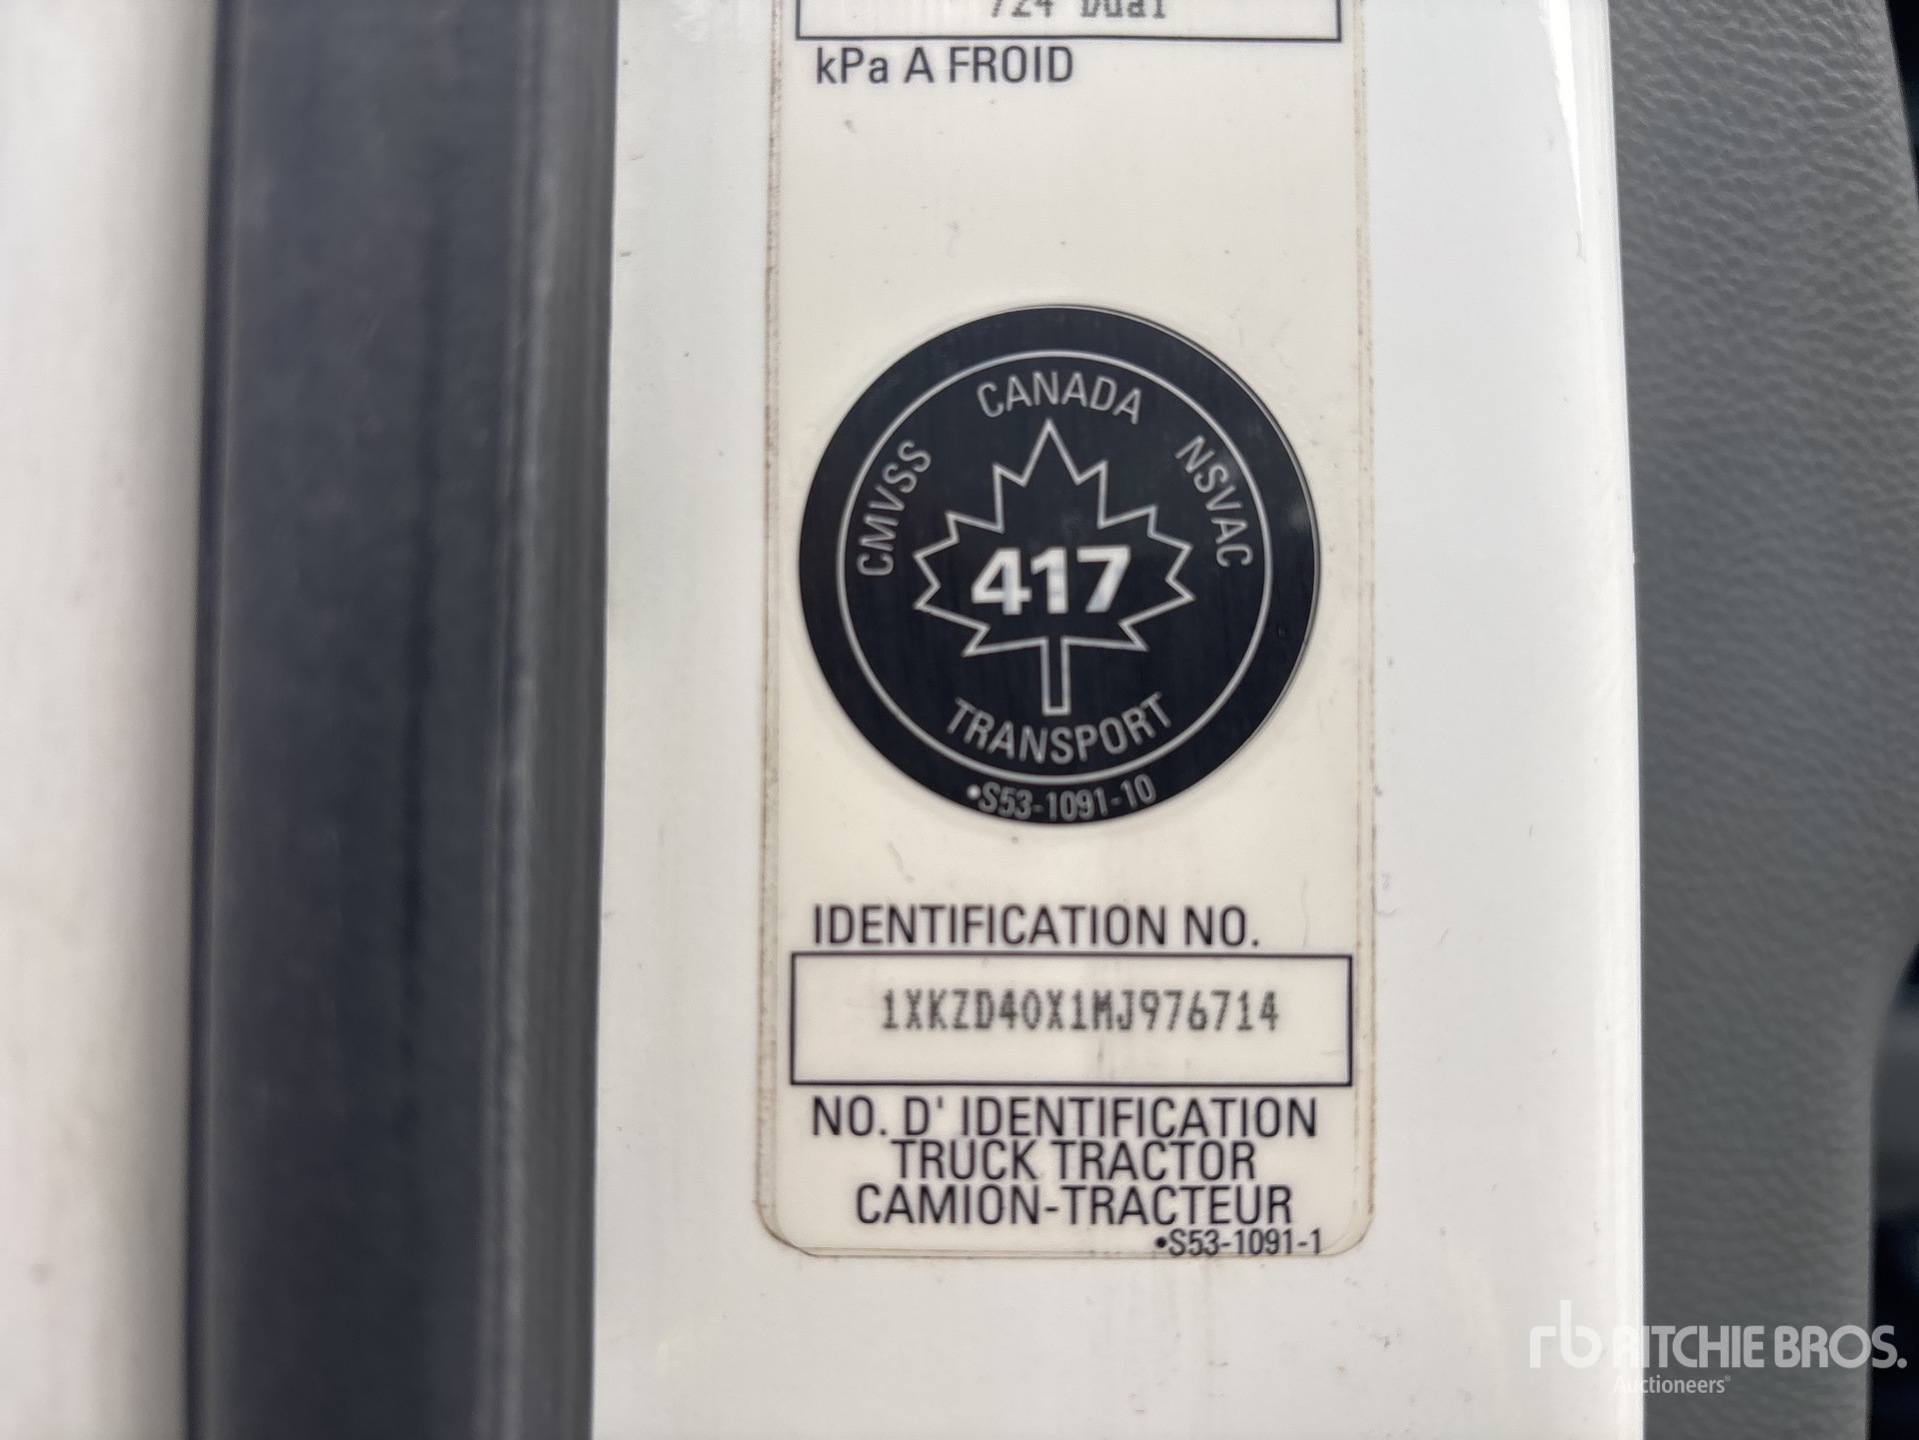 724 Dual
kPa A FROID
CANADA
CMVSS
NSVAC
417
TRANSPORT
•S53-1091-10
IDENTIFICATION NO.
1XKZD40X1MJ976714
NO. D' IDENTIFICATION
TRUCK TRACTOR
CAMION-TRACTEUR
•S53-1091-1
rb RITCHIE BROS.
Auctioneers®